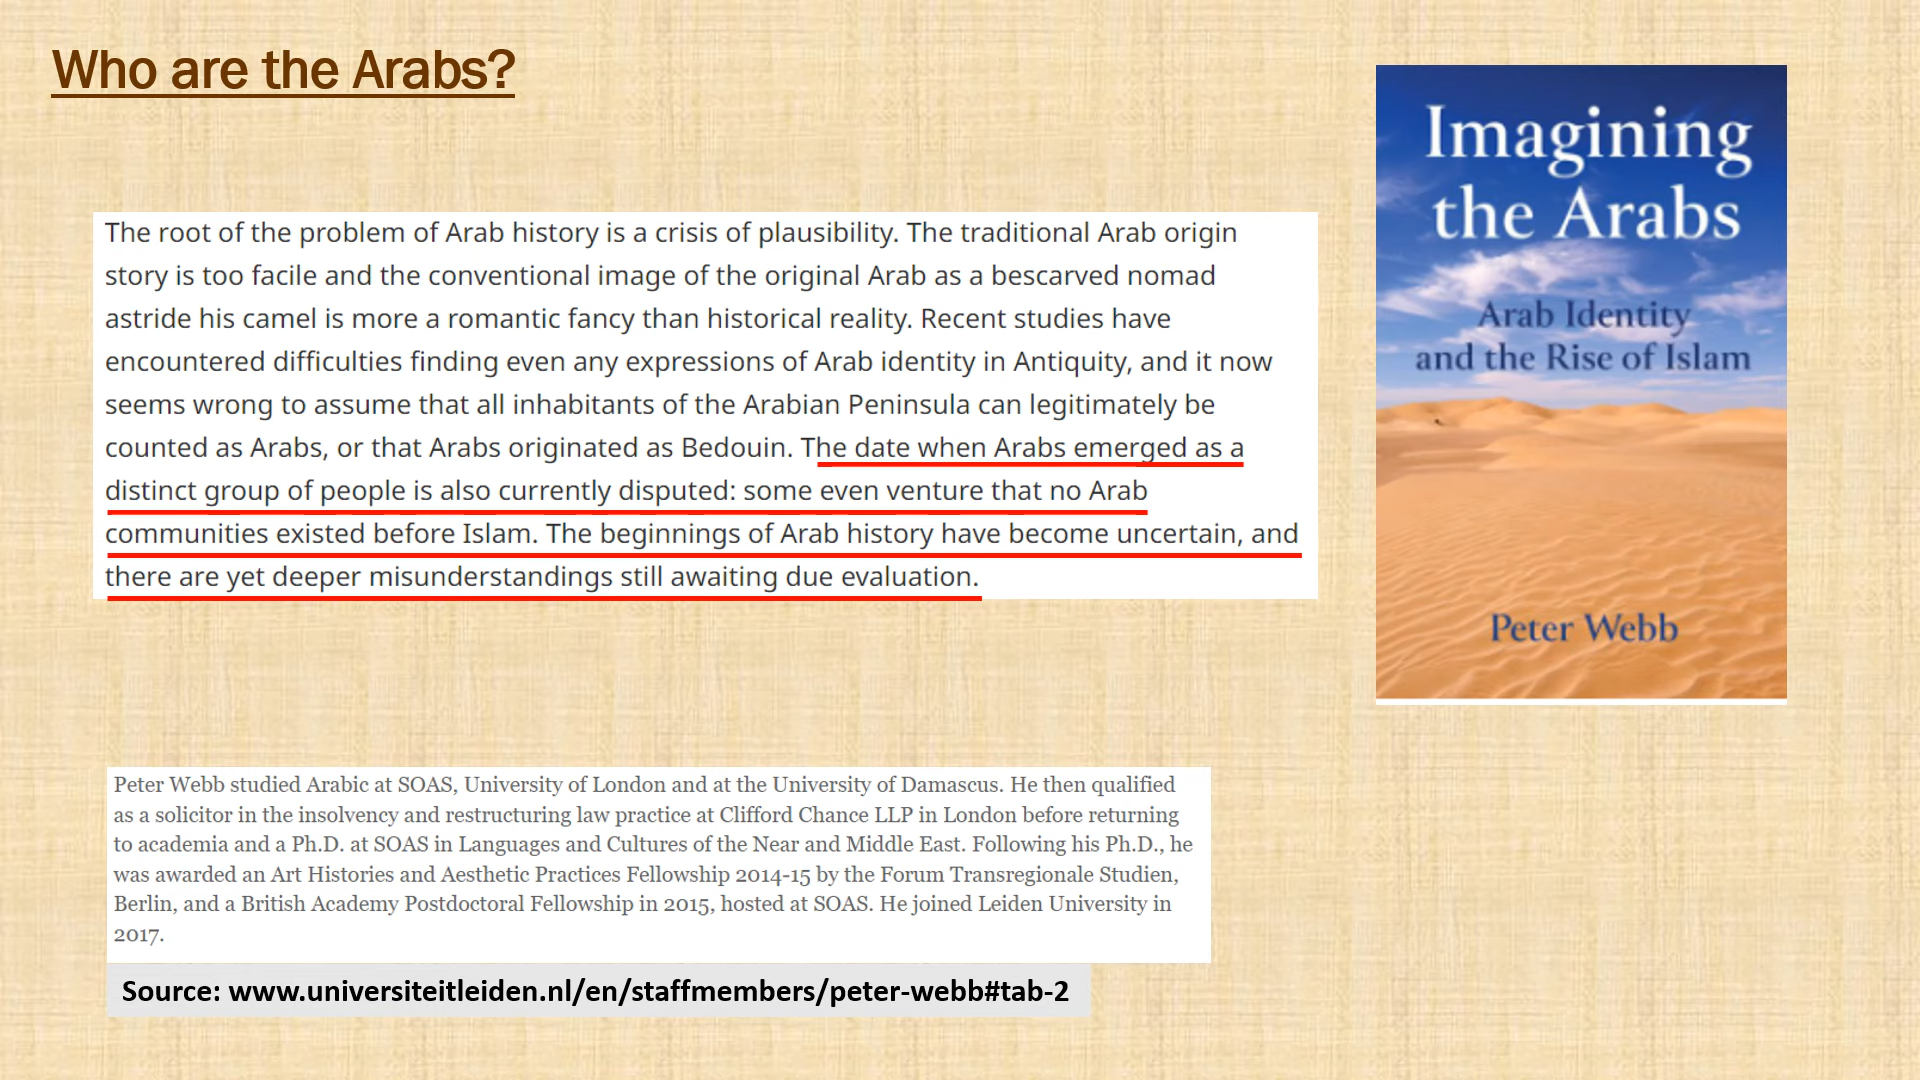 Who are the Arabs?
The root of the problem of Arab history is a crisis of plausibility. The traditional Arab origin
story is too facile and the conventional image of the original Arab as a bescarved nomad
astride his camel is more a romantic fancy than historical reality. Recent studies have
encountered difficulties finding even any expressions of Arab identity in Antiquity, and it now
seems wrong to assume that all inhabitants of the Arabian Peninsula can legitimately be
counted as Arabs, or that Arabs originated as Bedouin. The date when Arabs emerged as a
distinct group of people is also currently disputed: some even venture that no Arab
communities existed before Islam. The beginnings of Arab history have become uncertain, and
there are yet deeper misunderstandings still awaiting due evaluation.
Imagining
the Arabs
Arab Identity
and the Rise of Islam
Peter Webb
Peter Webb studied Arabic at SOAS, University of London and at the University of Damascus. He then qualified
as a solicitor in the insolvency and restructuring law practice at Clifford Chance LLP in London before returning
to academia and a Ph.D. at SOAS in Languages and Cultures of the Near and Middle East. Following his Ph.D., he
was awarded an Art Histories and Aesthetic Practices Fellowship 2014-15 by the Forum Transregionale Studien,
Berlin, and a British Academy Postdoctoral Fellowship in 2015, hosted at SOAS. He joined Leiden University in
2017.
Source: www.universiteitleiden.nl/en/staffmembers/peter-webb#tab-2